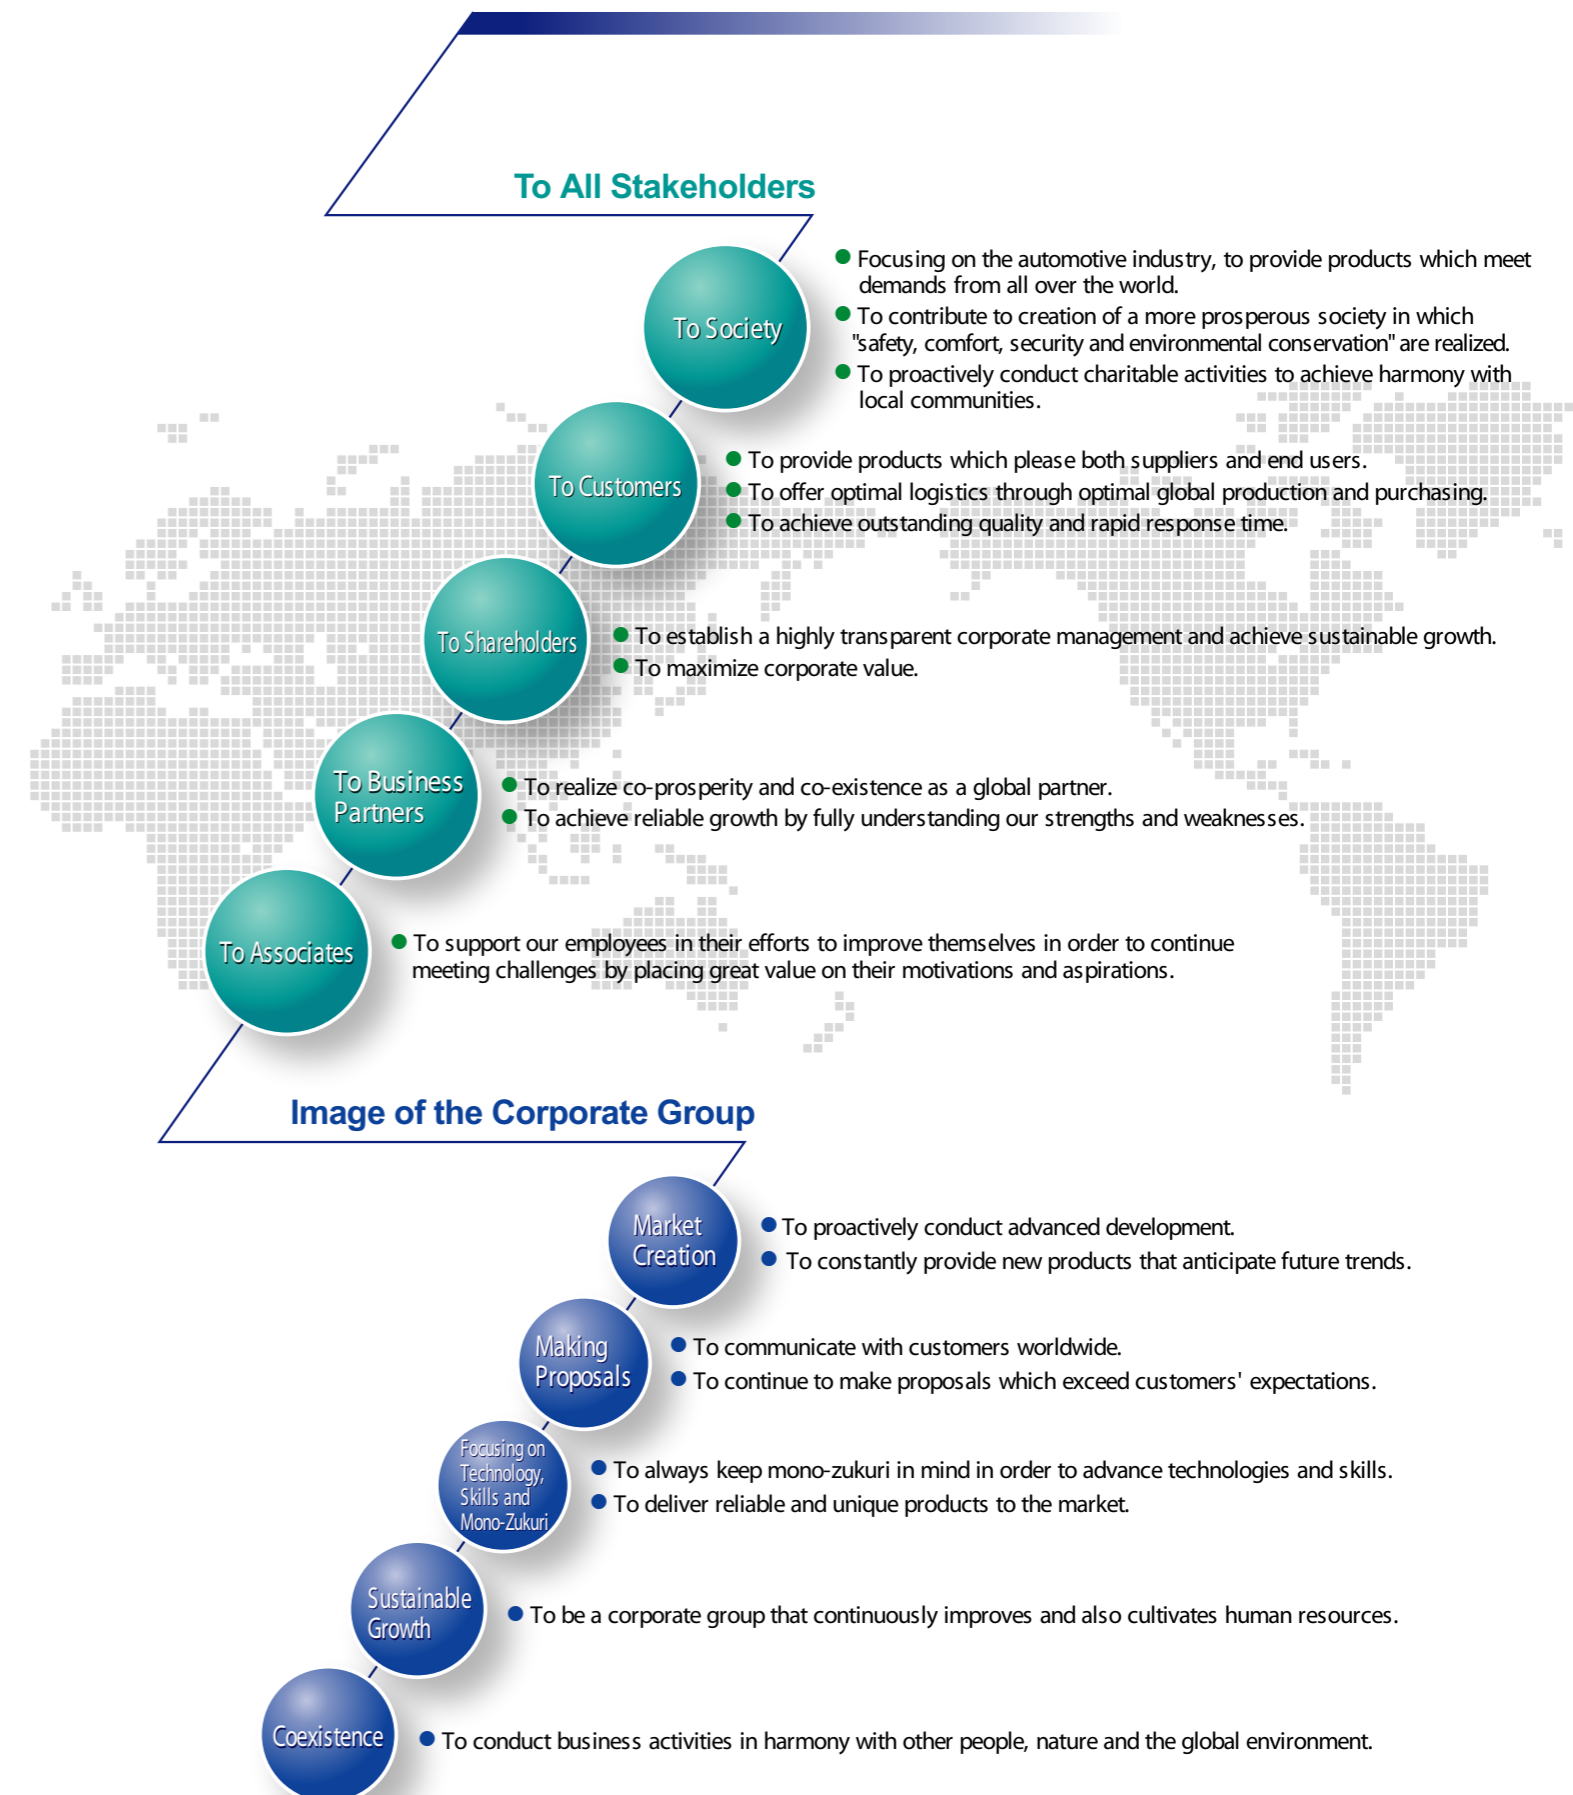 To All Stakeholders
To Society
● Focusing on the automotive industry, to provide products which meet
demands from all over the world.
● To contribute to creation of a more prosperous society in which
"safety, comfort, security and environmental conservation" are realized.
● To proactively conduct charitable activities to achieve harmony with
local communities.
To Customers
● To provide products which please both suppliers and end users.
● To offer optimal logistics through optimal global production and purchasing.
● To achieve outstanding quality and rapid response time.
To Shareholders
● To establish a highly transparent corporate management and achieve sustainable growth.
● To maximize corporate value.
To Business
Partners
● To realize co-prosperity and co-existence as a global partner.
● To achieve reliable growth by fully understanding our strengths and weaknesses.
To Associates
● To support our employees in their efforts to improve themselves in order to continue
meeting challenges by placing great value on their motivations and aspirations.
Image of the Corporate Group
Market
Creation
● To proactively conduct advanced development.
● To constantly provide new products that anticipate future trends.
Making
Proposals
● To communicate with customers worldwide.
● To continue to make proposals which exceed customers' expectations.
Focusing on
Technology,
Skills and
Mono-Zukuri
● To always keep mono-zukuri in mind in order to advance technologies and skills.
● To deliver reliable and unique products to the market.
Sustainable
Growth
● To be a corporate group that continuously improves and also cultivates human resources.
Coexistence
● To conduct business activities in harmony with other people, nature and the global environment.